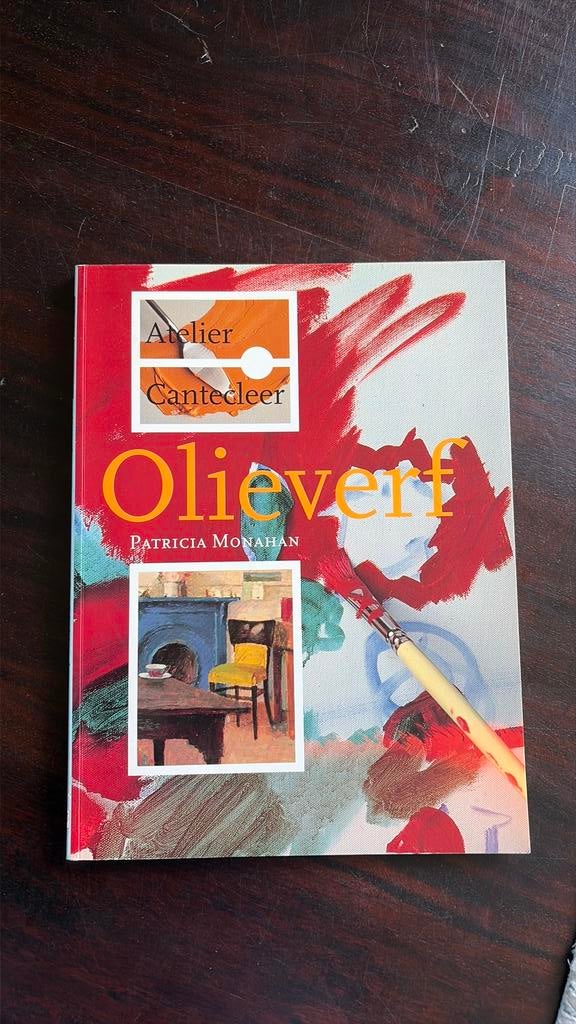 Atelier
Cantecleer
Olieverf
PATRICIA MONAHAN